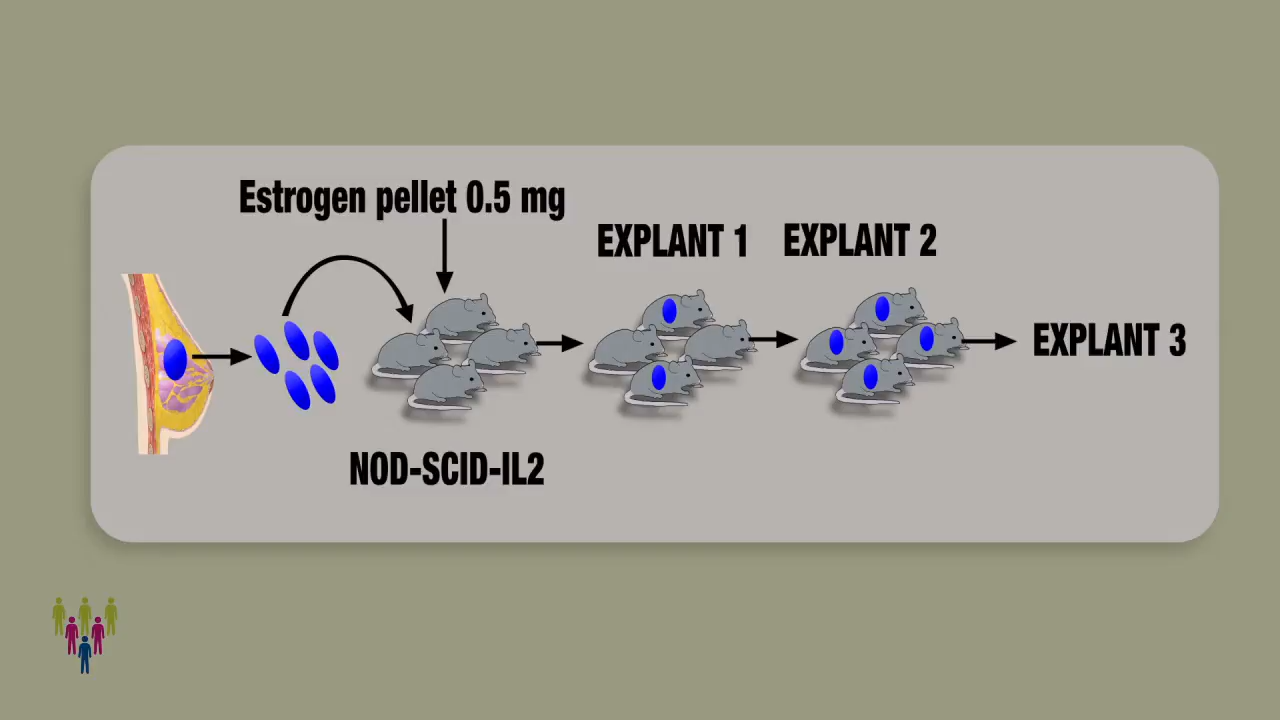 Estrogen pellet 0.5 mg
EXPLANT 1
EXPLANT 2
EXPLANT 3
NOD-SCID-IL2